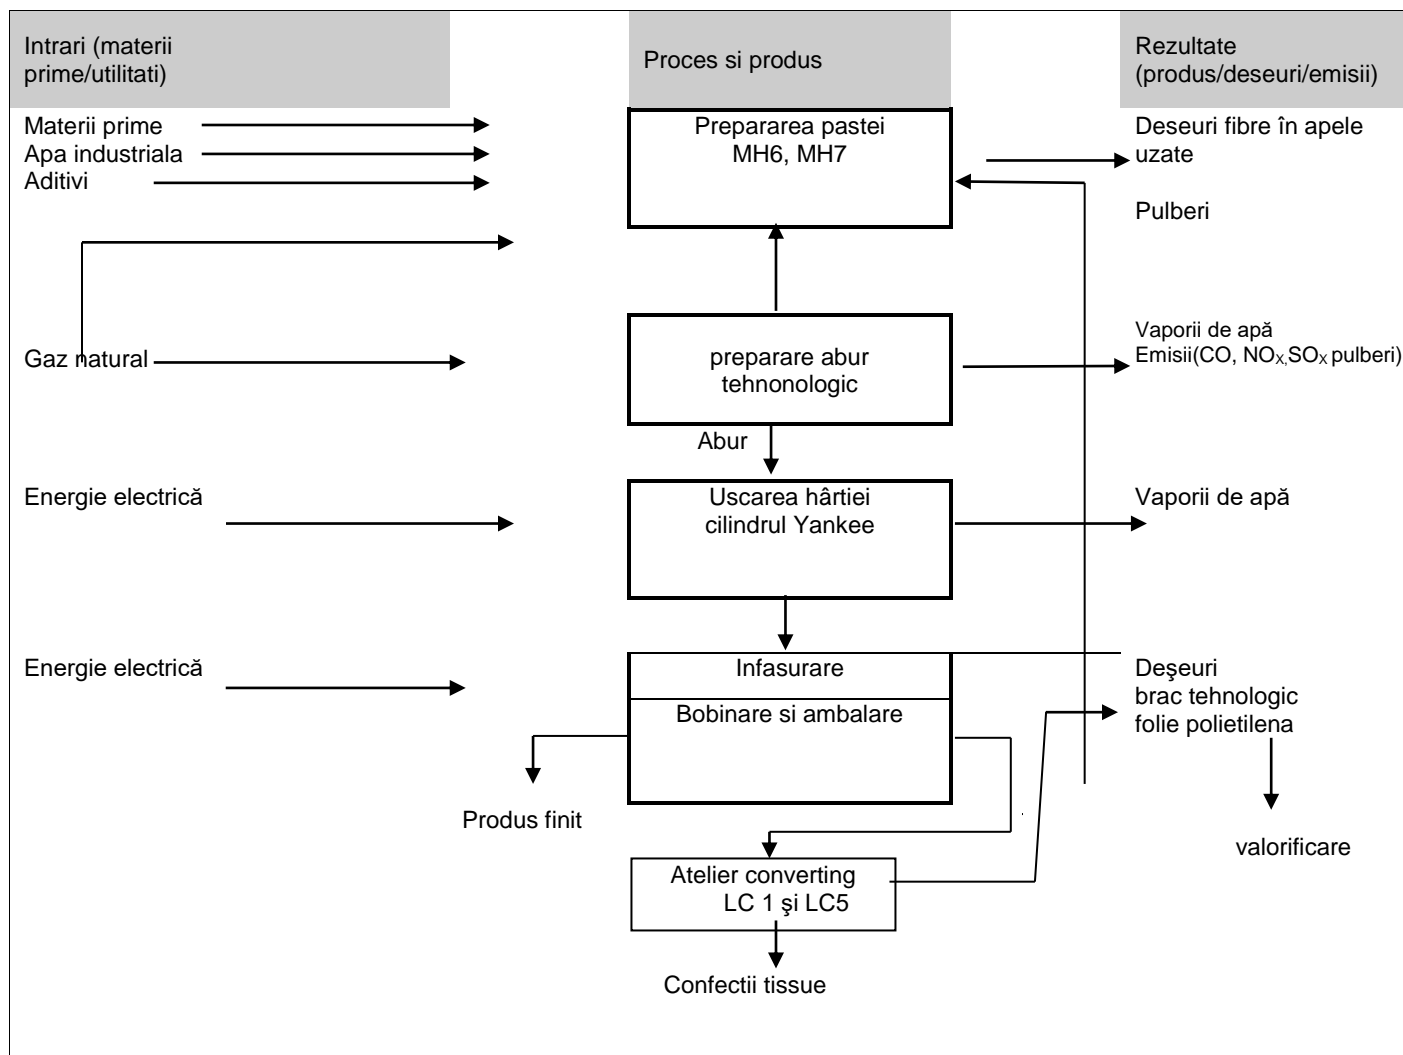 Intrari (materii
prime/utilitati)
Proces si produs
Rezultate
(produs/deseuri/emisii)
Materii prime
Apa industriala
Aditivi
Prepararea pastei
MH6, MH7
Deseuri fibre în apele
uzate
Pulberi
Gaz natural
preparare abur
tehnonologic
Vaporii de apă
Emisii(CO, NOX,SOX pulberi)
Abur
Energie electrică
Uscarea hârtiei
cilindrul Yankee
Vaporii de apă
Energie electrică
Infasurare
Bobinare si ambalare
Deşeuri
brac tehnologic
folie polietilena
Produs finit
valorificare
Atelier converting
LC 1 şi LC5
Confectii tissue